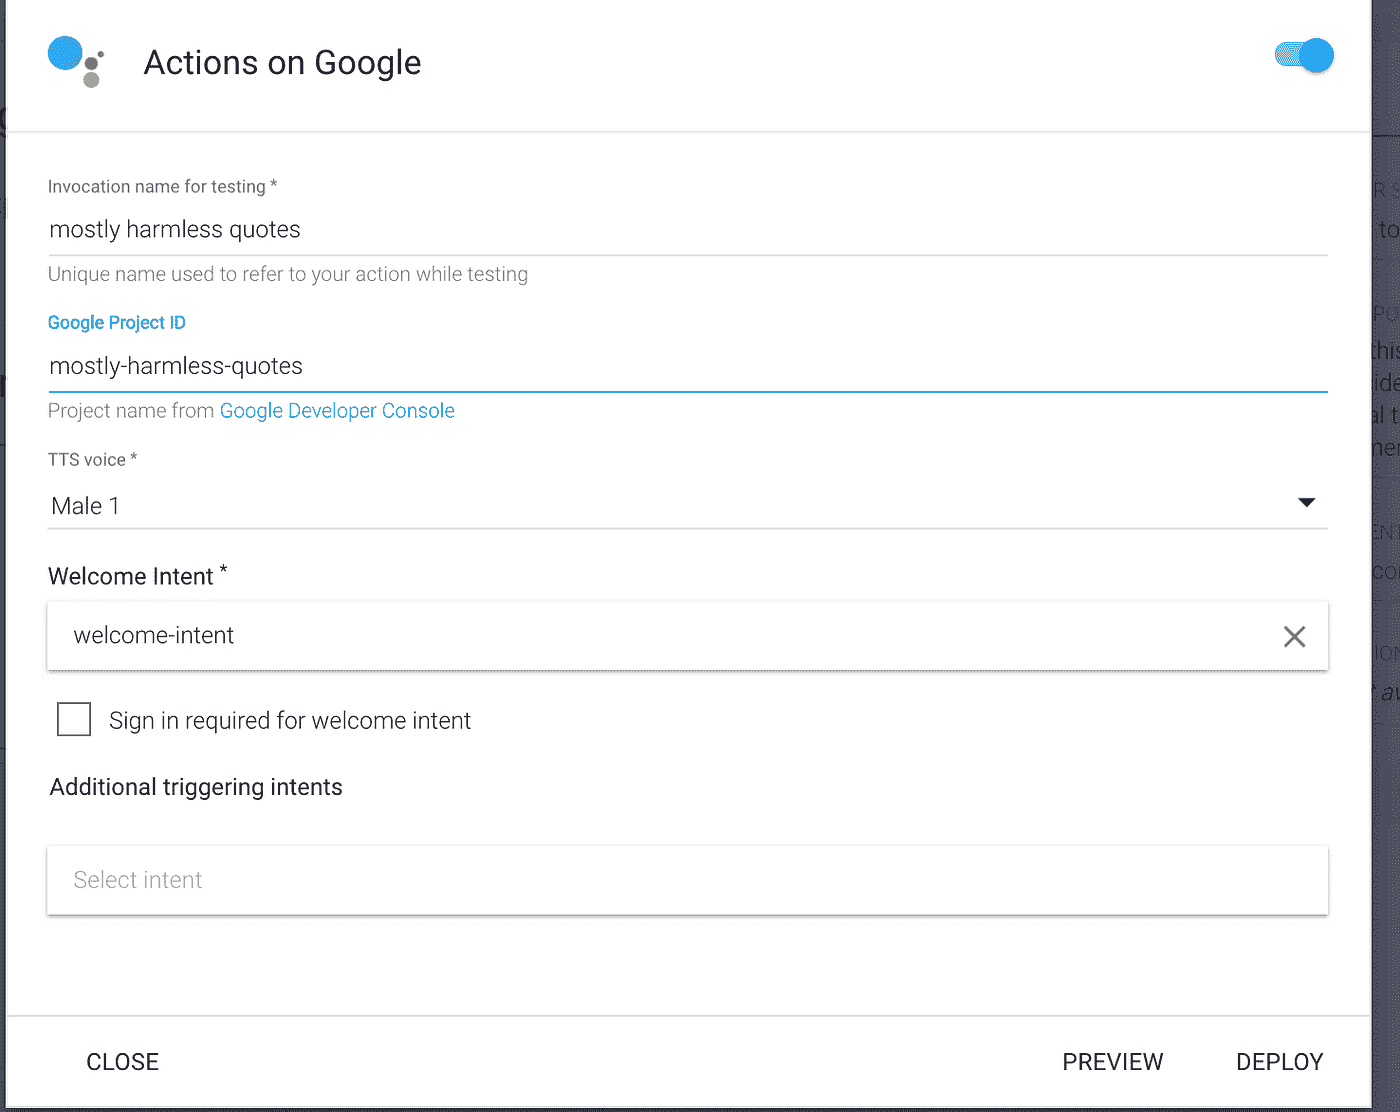 Actions on Google
Invocation name for testing *
mostly harmless quotes
Unique name used to refer to your action while testing
Google Project ID
mostly-harmless-quotes
Project name from Google Developer Console
TTS voice *
Male 1
Welcome Intent *
welcome-intent
Sign in required for welcome intent
Additional triggering intents
Select intent
CLOSE PREVIEW DEPLOY